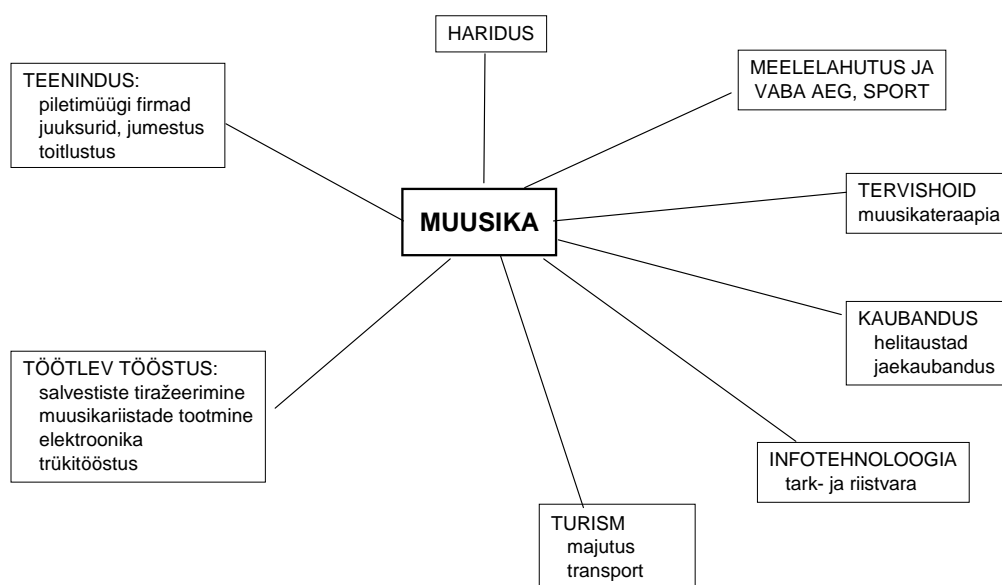 HARIDUS
TEENINDUS:
piletimüügi firmad
juuksurid, jumestus
toitlustus
MEELELAHUTUS JA
VABA AEG, SPORT
TERVISHOID
muusikateraapia
MUUSIKA
KAUBANDUS
helitaustad
jaekaubandus
TÖÖTLEV TÖÖSTUS:
salvestiste tiražeerimine
muusikariistade tootmine
elektroonika
trükitööstus
INFOTEHNOLOOGIA
tark- ja riistvara
TURISM
majutus
transport